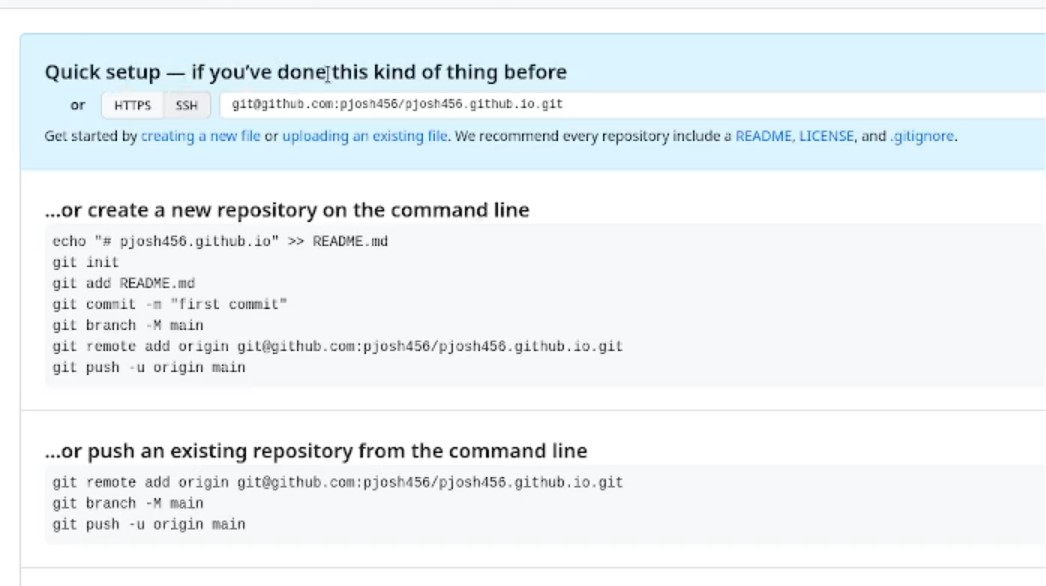 Quick setup — if you've done this kind of thing before
or HTTPS SSH git@github.com:pjosh456/pjosh456.github.io.git
Get started by creating a new file or uploading an existing file. We recommend every repository include a README, LICENSE, and .gitignore.
...or create a new repository on the command line
echo "# pjosh456.github.io" >> README.md
git init
git add README.md
git commit -m "first commit"
git branch -M main
git remote add origin git@github.com:pjosh456/pjosh456.github.io.git
git push -u origin main
...or push an existing repository from the command line
git remote add origin git@github.com:pjosh456/pjosh456.github.io.git
git branch -M main
git push -u origin main